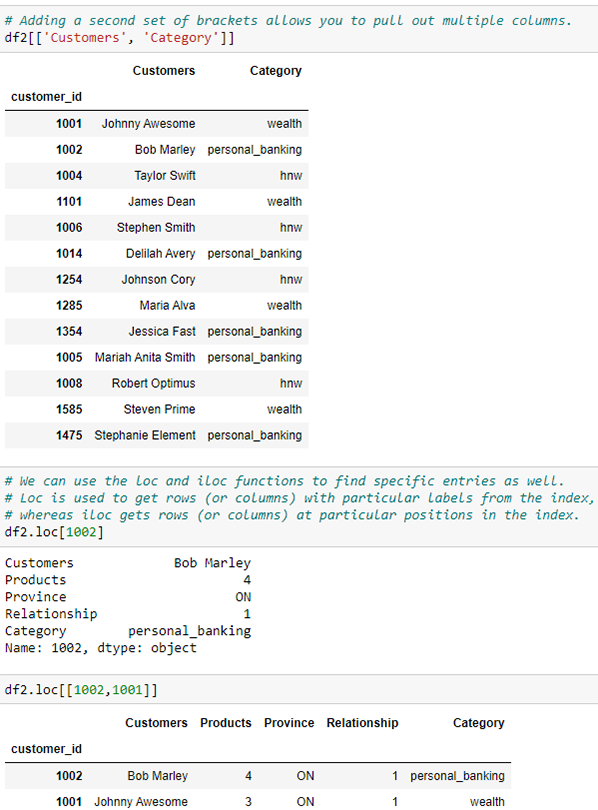 # Adding a second set of brackets allows you to pull out multiple columns.
df2[['Customers', 'Category']]
Customers Category
customer_id
1001 Johnny Awesome wealth
1002 Bob Marley personal_banking
1004 Taylor Swift hnw
1101 James Dean wealth
1006 Stephen Smith hnw
1014 Delilah Avery personal_banking
1254 Johnson Cory hnw
1285 Maria Alva wealth
1354 Jessica Fast personal_banking
1005 Mariah Anita Smith personal_banking
1008 Robert Optimus hnw
1585 Steven Prime wealth
1475 Stephanie Element personal_banking
# We can use the loc and iloc functions to find specific entries as well.
# Loc is used to get rows (or columns) with particular labels from the index,
# whereas iloc gets rows (or columns) at particular positions in the index.
df2.loc[1002]
Customers Bob Marley
Products 4
Province ON
Relationship 1
Category personal_banking
Name: 1002, dtype: object
df2.loc[[1002,1001]]
Customers Products Province Relationship Category
customer_id
1002 Bob Marley 4 ON 1 personal_banking
1001 Johnny Awesome 3 ON 1 wealth